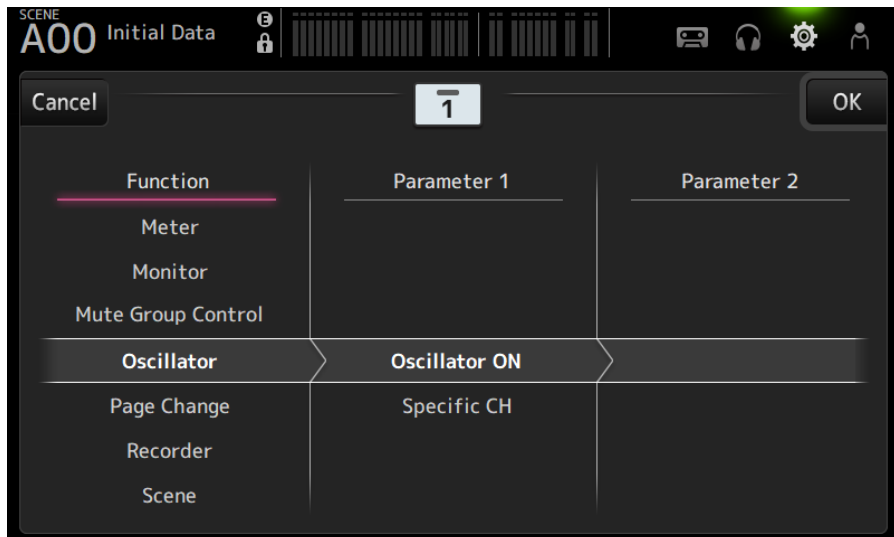 SCENE
A00 Initial Data
E
Cancel
1
OK
Function Parameter 1 Parameter 2
Meter
Monitor
Mute Group Control
Oscillator Oscillator ON
Page Change Specific CH
Recorder
Scene